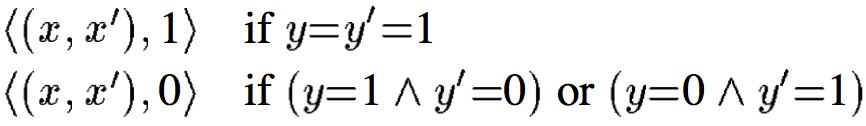 ⟨(x, x′), 1⟩ if y=y′=1
⟨(x, x′), 0⟩ if (y=1 ∧ y′=0) or (y=0 ∧ y′=1)